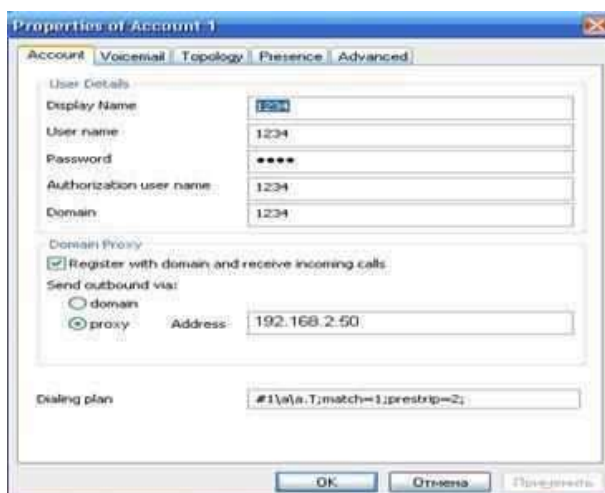 Properties of Account 1
Account Voicemail Topology Presence Advanced
User Details
Display Name 1234
User name 1234
Password ●●●●
Authorization user name 1234
Domain 1234
Domain Proxy
Register with domain and receive incoming calls
Send outbound via:
domain
proxy Address 192.168.2.50
Dialing plan #1\a\a.T;match=1;prestrip=2;
OK Отмена Применить